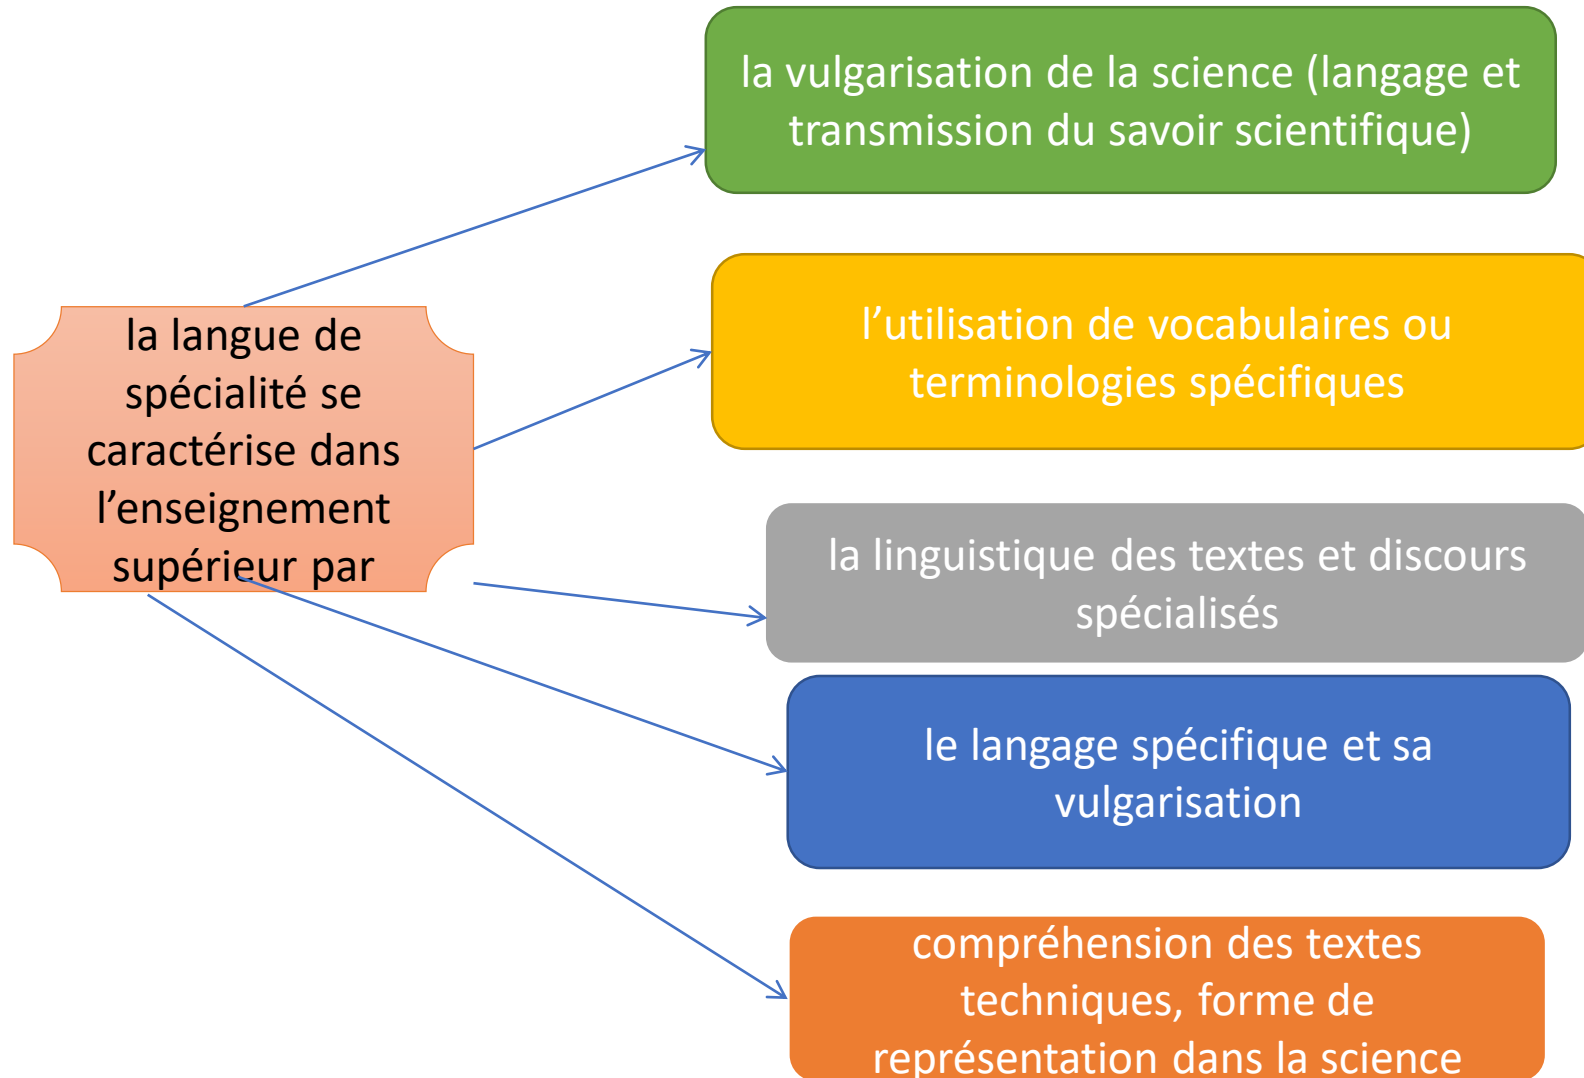 la vulgarisation de la science (langage et
transmission du savoir scientifique)
l’utilisation de vocabulaires ou
terminologies spécifiques
la langue de
spécialité se
caractérise dans
l’enseignement
supérieur par
la linguistique des textes et discours
spécialisés
le langage spécifique et sa
vulgarisation
compréhension des textes
techniques, forme de
représentation dans la science